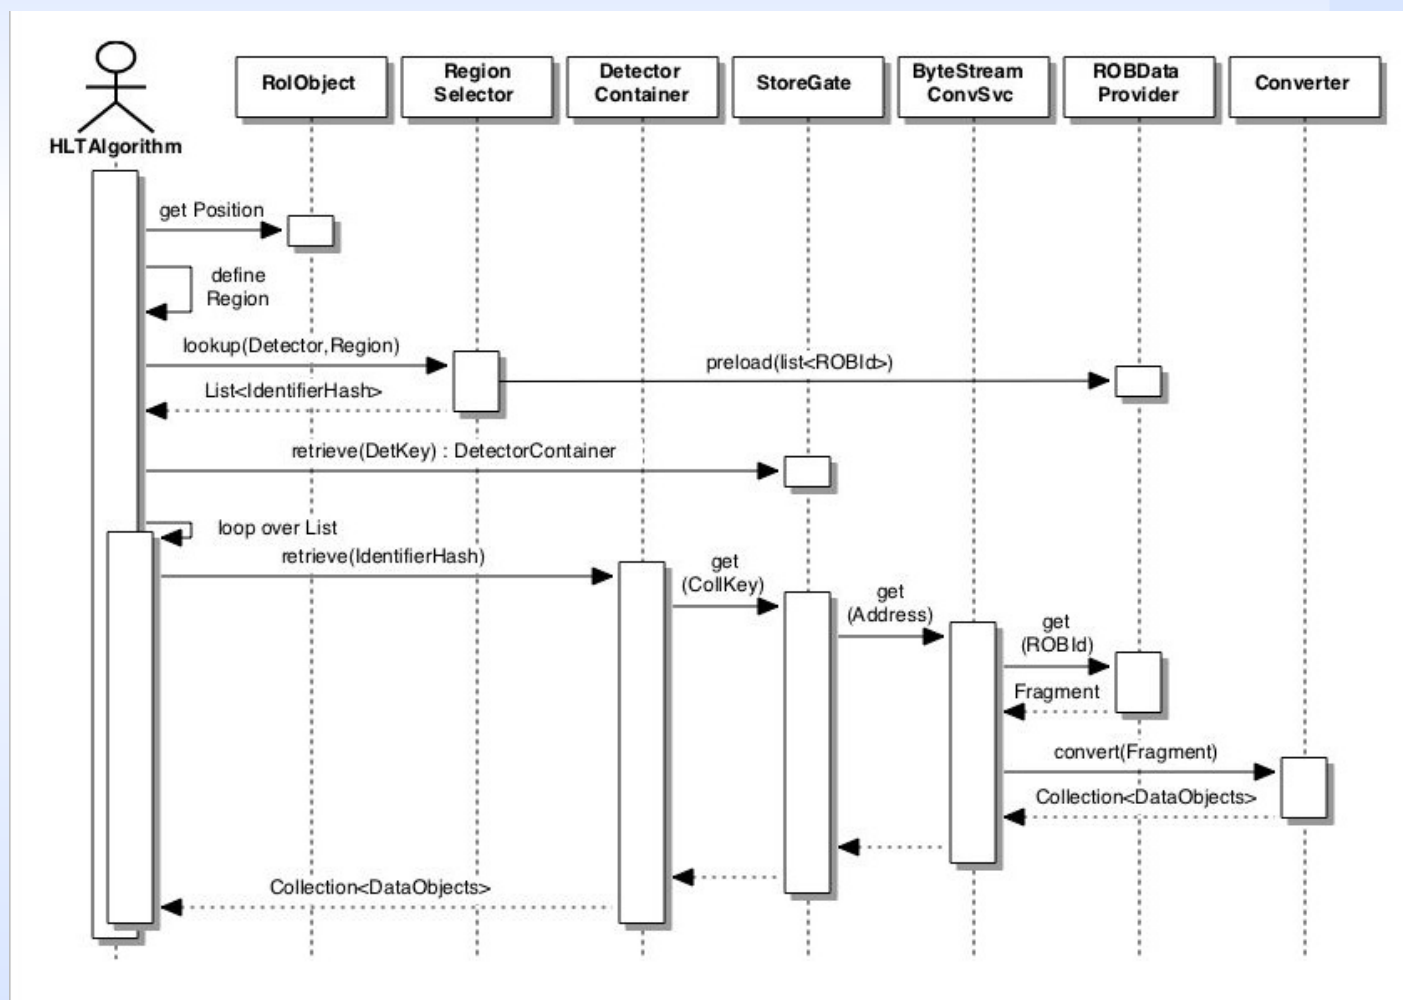 RoIObject
Region
Selector
Detector
Container
StoreGate
ByteStream
ConvSvc
ROBData
Provider
Converter
HLTAlgorithm
get Position
define
Region
lookup(Detector,Region)
preload(list<ROBId>)
List<IdentifierHash>
retrieve(DetKey) : DetectorContainer
loop over List
retrieve(IdentifierHash)
get
(CollKey)
get
(Address)
get
(ROBId)
Fragment
convert(Fragment)
Collection<DataObjects>
Collection<DataObjects>